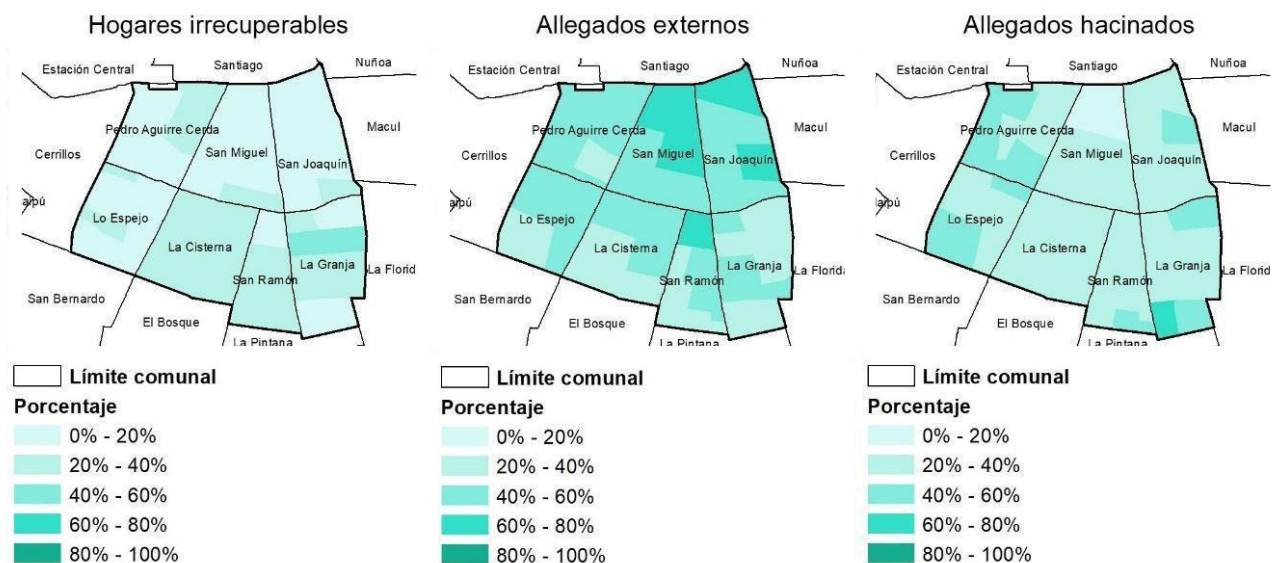 Hogares irrecuperables
Estación Central
Santiago
Nuñoa
Pedro Aguirre Cerda
Macul
San Miguel
San Joaquín
Cerrillos
Lo Espejo
La Cisterna
La Granja
San Ramón
La Florid
San Bernardo
El Bosque
La Pintana
Límite comunal
Porcentaje
0% - 20%
20% - 40%
40% - 60%
60% - 80%
80% - 100%
Allegados externos
Estación Central
Santiago
Nuñoa
Pedro Aguirre Cerda
Macul
San Miguel
San Joaquín
Cerrillos
Lo Espejo
La Cisterna
La Granja
San Ramón
La Florid
San Bernardo
El Bosque
La Pintana
Límite comunal
Porcentaje
0% - 20%
20% - 40%
40% - 60%
60% - 80%
80% - 100%
Allegados hacinados
Estación Central
Santiago
Nuñoa
Pedro Aguirre Cerda
Macul
San Miguel
San Joaquín
Cerrillos
Lo Espejo
La Cisterna
La Granja
San Ramón
La Florid
San Bernardo
El Bosque
La Pintana
Límite comunal
Porcentaje
0% - 20%
20% - 40%
40% - 60%
60% - 80%
80% - 100%